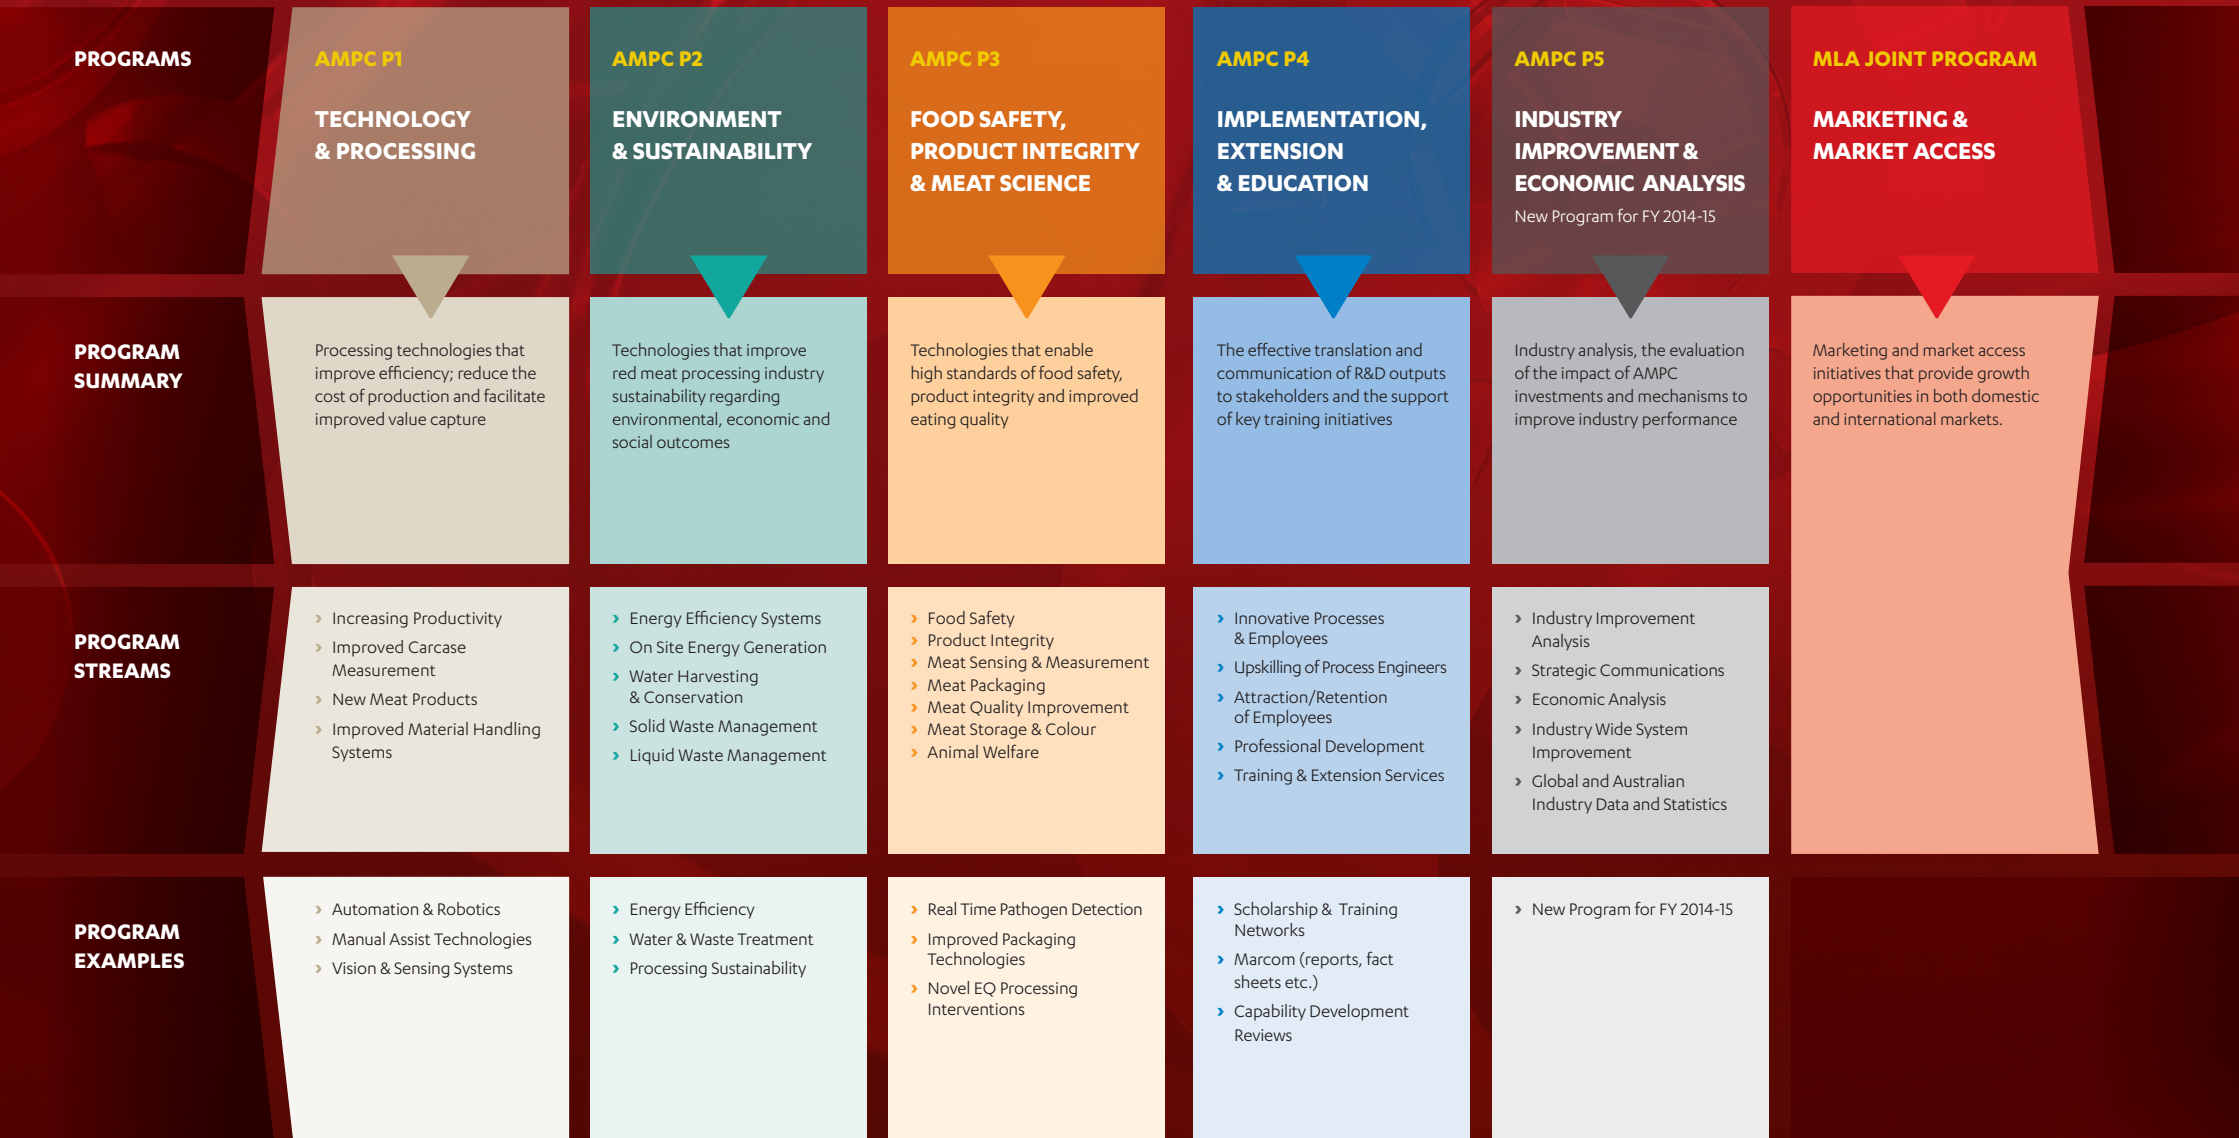 PROGRAMS
AMPC P1
TECHNOLOGY
& PROCESSING
AMPC P2
ENVIRONMENT
& SUSTAINABILITY
AMPC P3
FOOD SAFETY,
PRODUCT INTEGRITY
& MEAT SCIENCE
AMPC P4
IMPLEMENTATION,
EXTENSION
& EDUCATION
AMPC P5
INDUSTRY
IMPROVEMENT &
ECONOMIC ANALYSIS
New Program for FY 2014-15
MLA JOINT PROGRAM
MARKETING &
MARKET ACCESS
PROGRAM
SUMMARY
Processing technologies that
improve efficiency; reduce the
cost of production and facilitate
improved value capture
Technologies that improve
red meat processing industry
sustainability regarding
environmental, economic and
social outcomes
Technologies that enable
high standards of food safety,
product integrity and improved
eating quality
The effective translation and
communication of R&D outputs
to stakeholders and the support
of key training initiatives
Industry analysis, the evaluation
of the impact of AMPC
investments and mechanisms to
improve industry performance
Marketing and market access
initiatives that provide growth
opportunities in both domestic
and international markets.
PROGRAM
STREAMS
› Increasing Productivity
› Improved Carcase
Measurement
› New Meat Products
› Improved Material Handling
Systems
› Energy Efficiency Systems
› On Site Energy Generation
› Water Harvesting
& Conservation
› Solid Waste Management
› Liquid Waste Management
› Food Safety
› Product Integrity
› Meat Sensing & Measurement
› Meat Packaging
› Meat Quality Improvement
› Meat Storage & Colour
› Animal Welfare
› Innovative Processes
& Employees
› Upskilling of Process Engineers
› Attraction/Retention
of Employees
› Professional Development
› Training & Extension Services
› Industry Improvement
Analysis
› Strategic Communications
› Economic Analysis
› Industry Wide System
Improvement
› Global and Australian
Industry Data and Statistics
PROGRAM
EXAMPLES
› Automation & Robotics
› Manual Assist Technologies
› Vision & Sensing Systems
› Energy Efficiency
› Water & Waste Treatment
› Processing Sustainability
› Real Time Pathogen Detection
› Improved Packaging
Technologies
› Novel EQ Processing
Interventions
› Scholarship & Training
Networks
› Marcom (reports, fact
sheets etc.)
› Capability Development
Reviews
› New Program for FY 2014-15